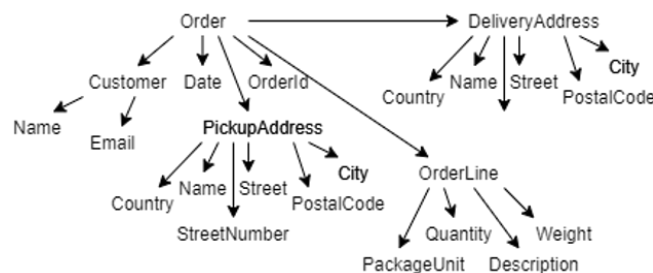 Order DeliveryAddress
Customer Date OrderId
Country Name Street City
PostalCode
Name Email
PickupAddress
Country Name Street City
PostalCode
StreetNumber
OrderLine
PackageUnit Quantity Description Weight